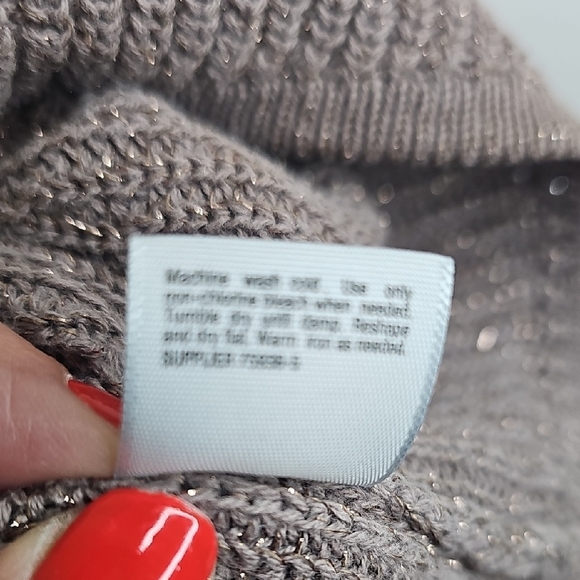 Machine wash cold. Use only
non-chlorine bleach when needed.
Tumble dry until damp. Reshape
and dry flat. Warm iron as needed.
SUPPLIER